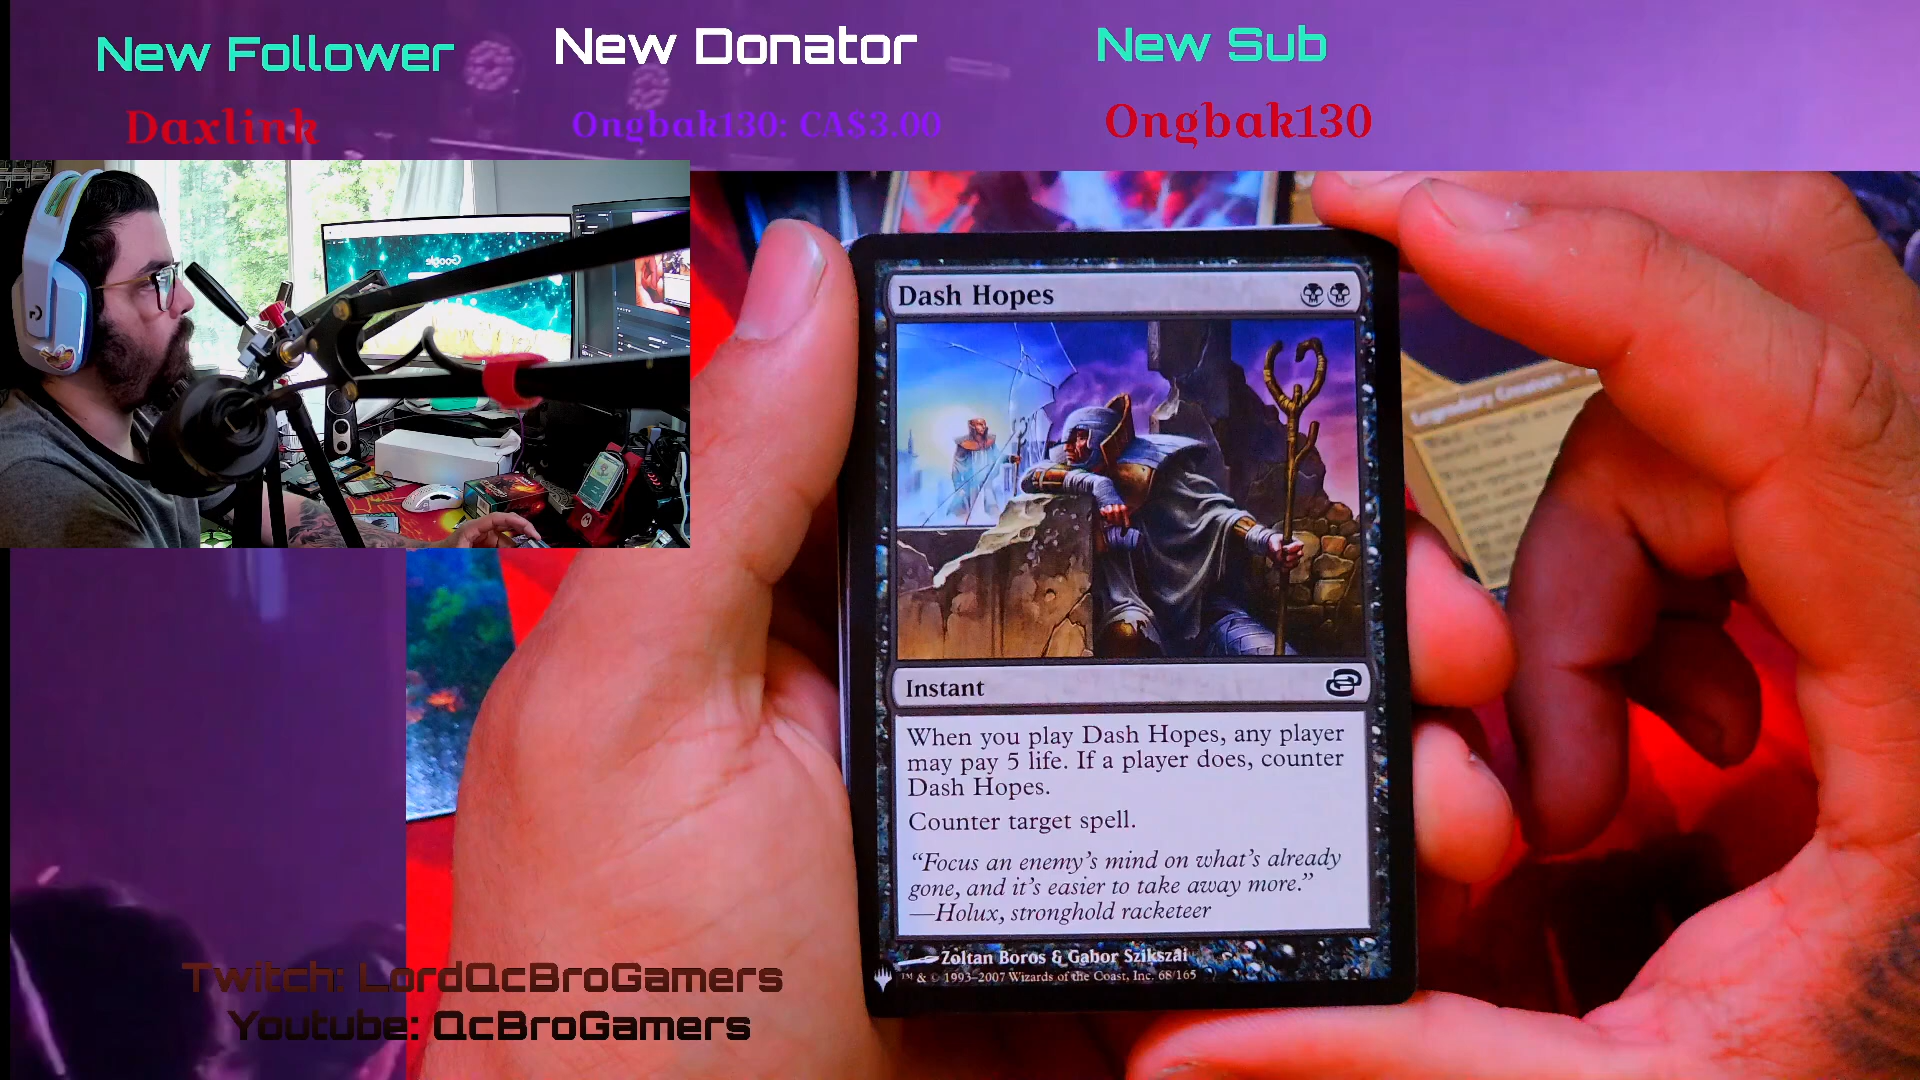 New Follower
New Donator
New Sub
Daxlink
Ongbak130: CA$3.00
Ongbak130
Google
Dash Hopes
Legendary Creature
Instant
When you play Dash Hopes, any player
may pay 5 life. If a player does, counter
Dash Hopes.
Counter target spell.
“Focus an enemy’s mind on what’s already
gone, and it’s easier to take away more.”
—Holux, stronghold racketeer
Zoltan Boros & Gabor Szikszai
™ & © 1993–2007 Wizards of the Coast, Inc. 68/165
Twitch: LordQcBroGamers
Youtube: QcBroGamers